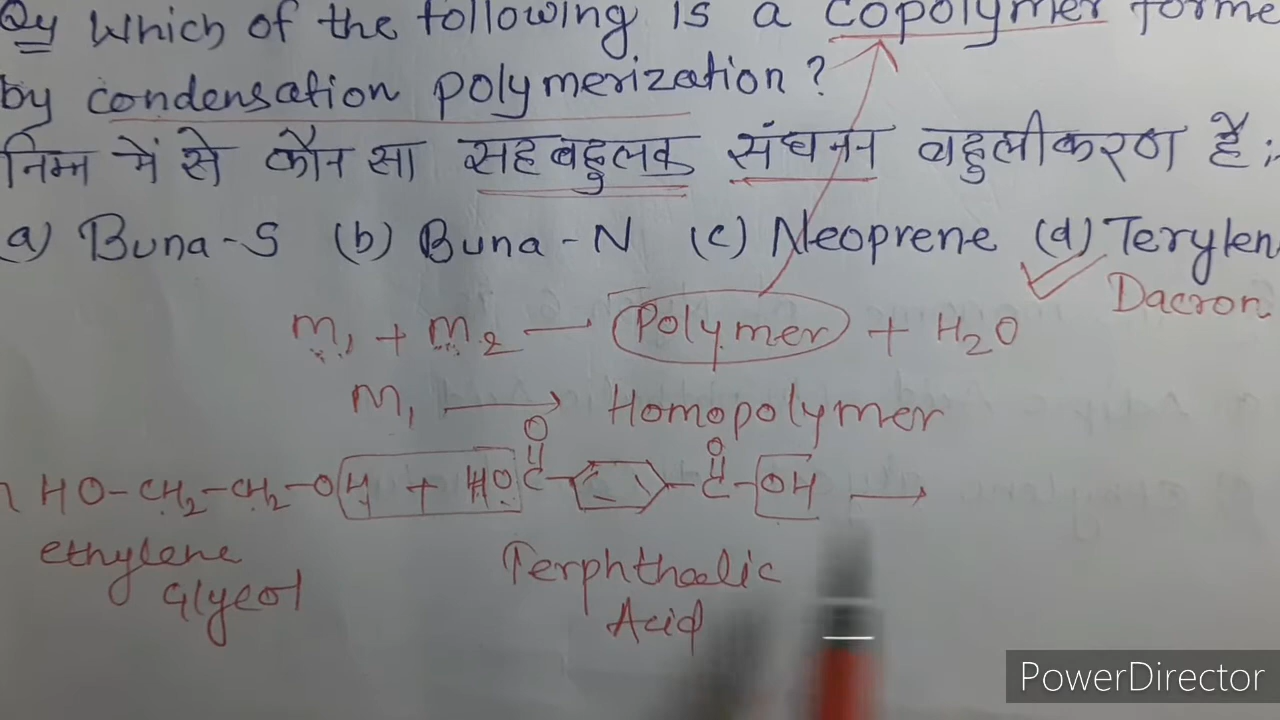 Qy Which of the following is a copolymer forme
by condensation polymerization?
निम्न में से कौन सा सहबहुलक संघनन बहुलीकरण है :-
a) Buna-S (b) Buna-N (c) Neoprene (d) Terylen
Dacron
M1 + M2 → Polymer + H2O
M1 → Homopolymer
O O
n HO-CH2-CH2-OH + HO C - C-OH →
ethylene Terphthalic
Glycol Acid
PowerDirector